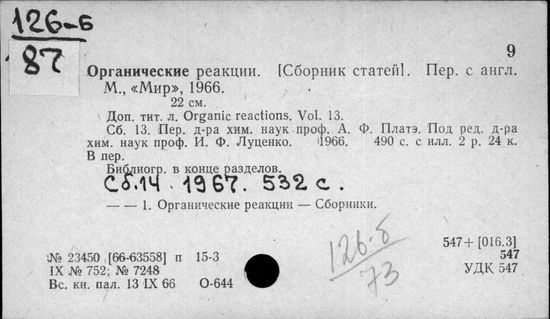 126-б
87
9
Органические реакции. [Сборник статей]. Пер. с англ.
М., «Мир», 1966.
22 см.
Доп. тит. л. Organic reactions. Vol. 13.
Сб. 13. Пер. д-ра хим. наук проф. А. Ф. Платэ. Под ред. д-ра
хим. наук проф. И. Ф. Луценко. 1966. 490 с. с илл. 2 р. 24 к.
В пер.
Библиогр. в конце разделов.
Сб. 14. 1967. 532 с.
— — 1. Органические реакции — Сборники.
№ 23450 [66-63558] п 15-3
IX № 752; № 7248
Вс. кн. пал. 13 IX 66 О-644
126-б
73
547+[016.3]
547
УДК 547